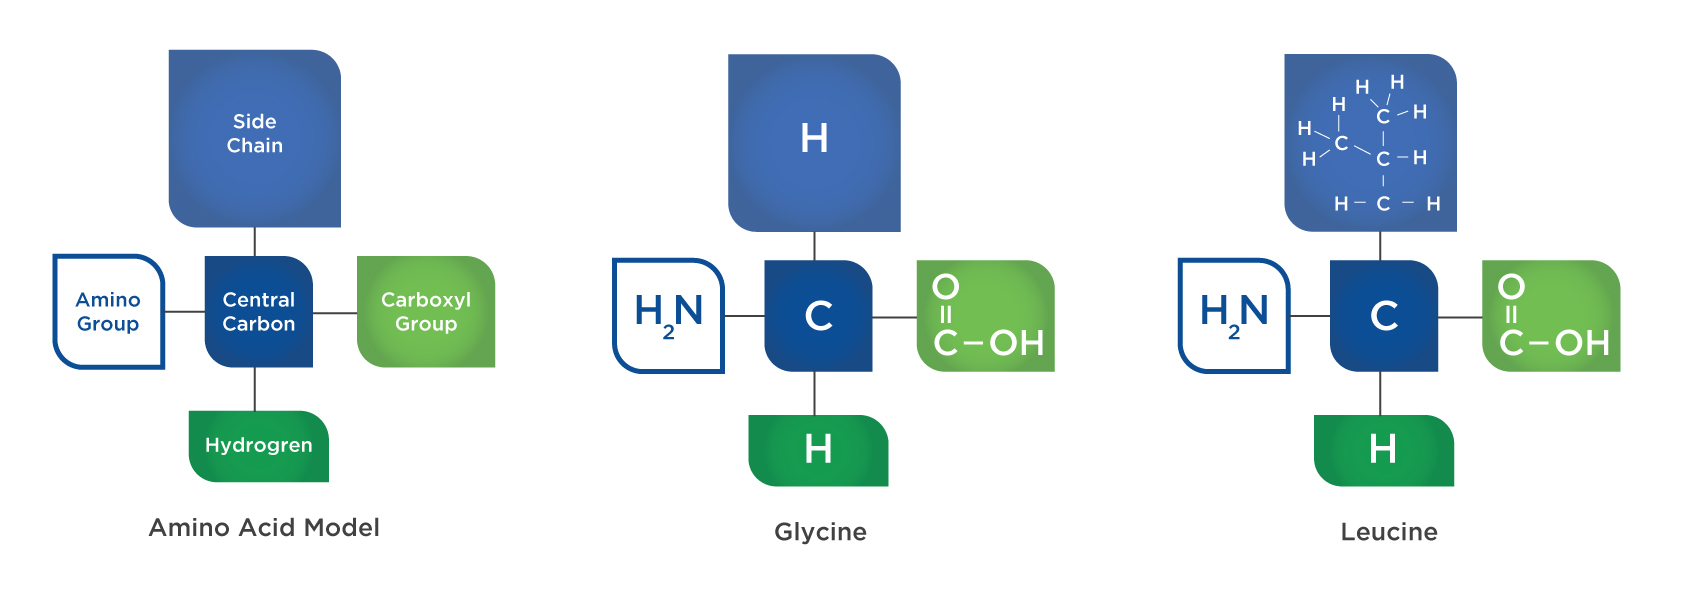 Side
Chain
Amino
Group
Central
Carbon
Carboxyl
Group
Hydrogren
Amino Acid Model
H
H₂N
C
O
C – OH
H
Glycine
H H
H C H
H
H C C H
H C H
H₂N
C
O
C – OH
H
Leucine